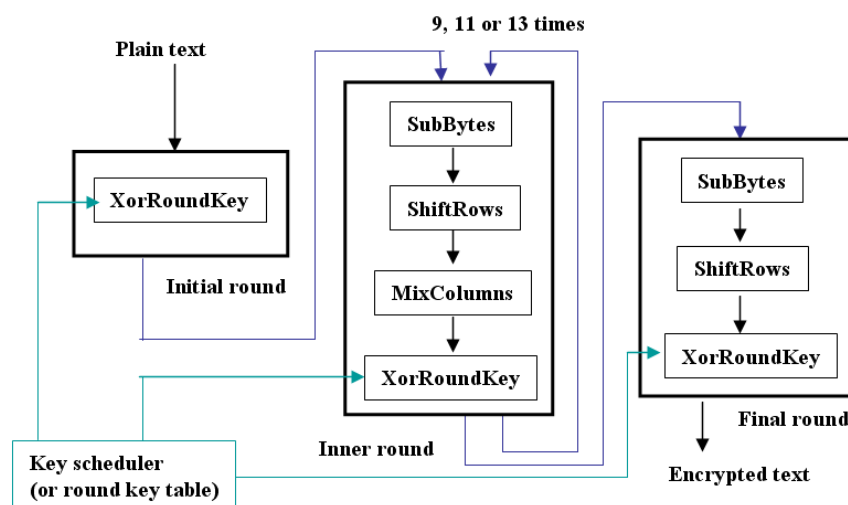 9, 11 or 13 times
Plain text
XorRoundKey
Initial round
SubBytes
ShiftRows
MixColumns
XorRoundKey
Inner round
SubBytes
ShiftRows
XorRoundKey
Final round
Encrypted text
Key scheduler
(or round key table)